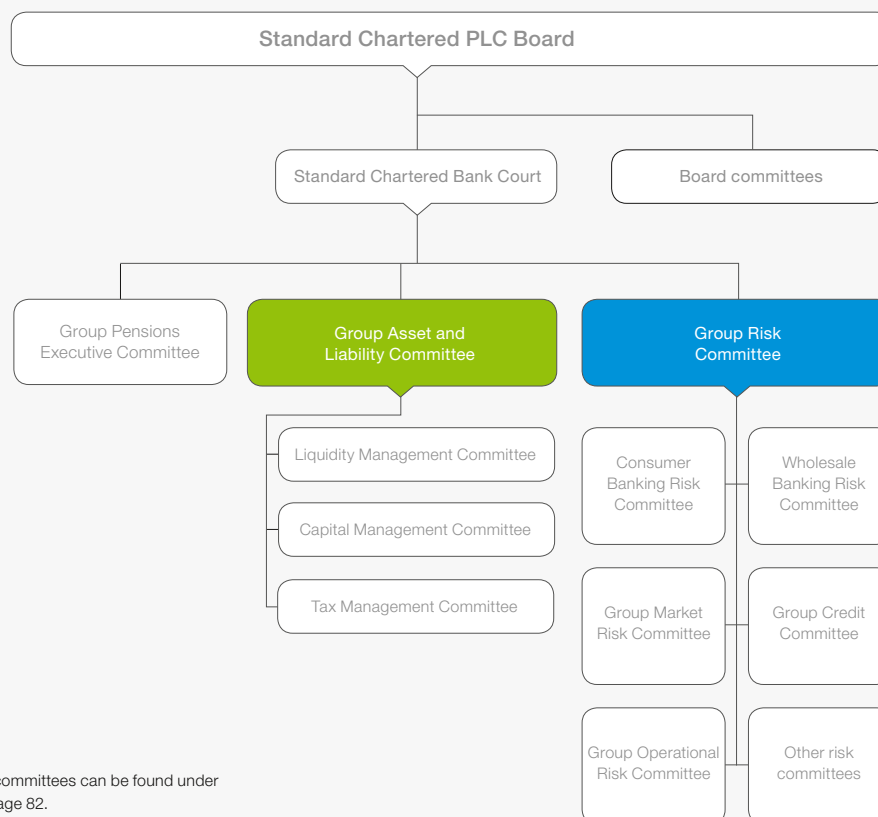 Standard Chartered PLC Board
Standard Chartered Bank Court
Board committees
Group Pensions
Executive Committee
Group Asset and
Liability Committee
Group Risk
Committee
Liquidity Management Committee
Capital Management Committee
Tax Management Committee
Consumer
Banking Risk
Committee
Wholesale
Banking Risk
Committee
Group Market
Risk Committee
Group Credit
Committee
Group Operational
Risk Committee
Other risk
committees
committees can be found under
82.